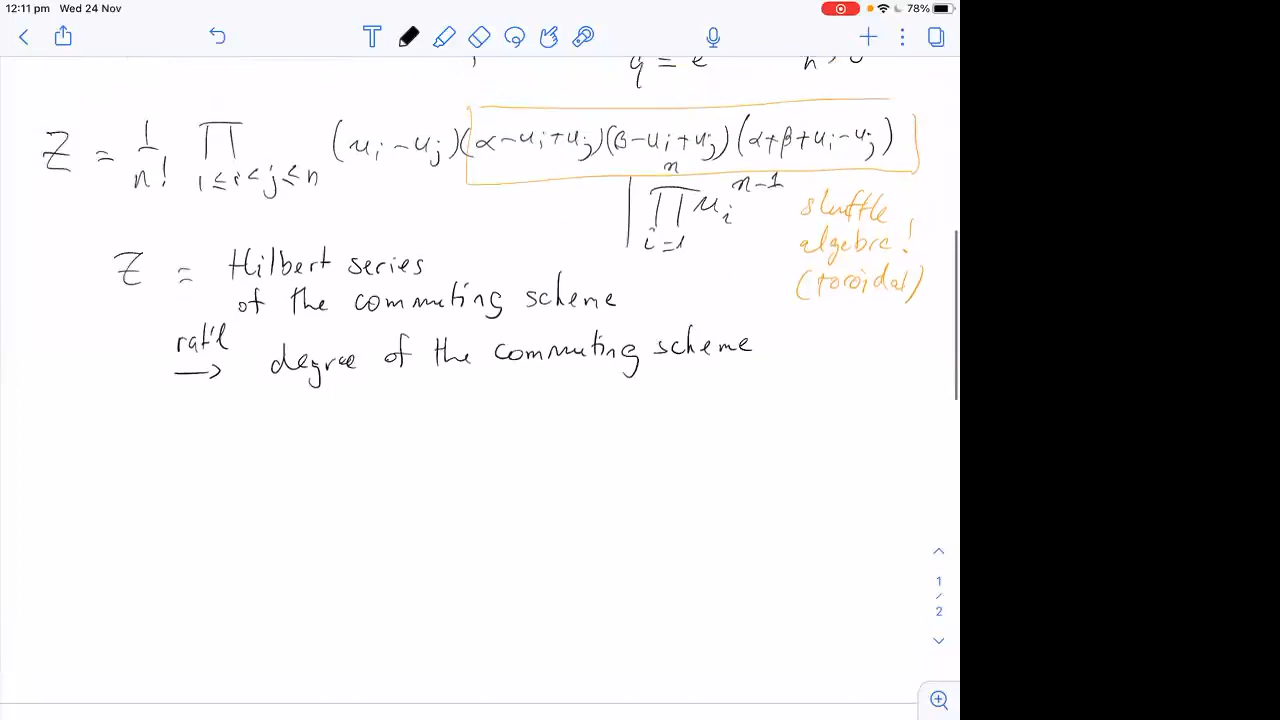 12:11 pm Wed 24 Nov
78%
q = e
Z = 1/n! ∏_{1≤i<j≤n} (u_i - u_j)(α-u_i+u_j)(β-u_i+u_j)(α+β+u_i-u_j)
|∏_{i=1}^{n} u_i^{n-1}
shuffle
algebra!
(toroidal)
Z = Hilbert series
of the commuting scheme
rat'l
→ degree of the commuting scheme
1
/
2